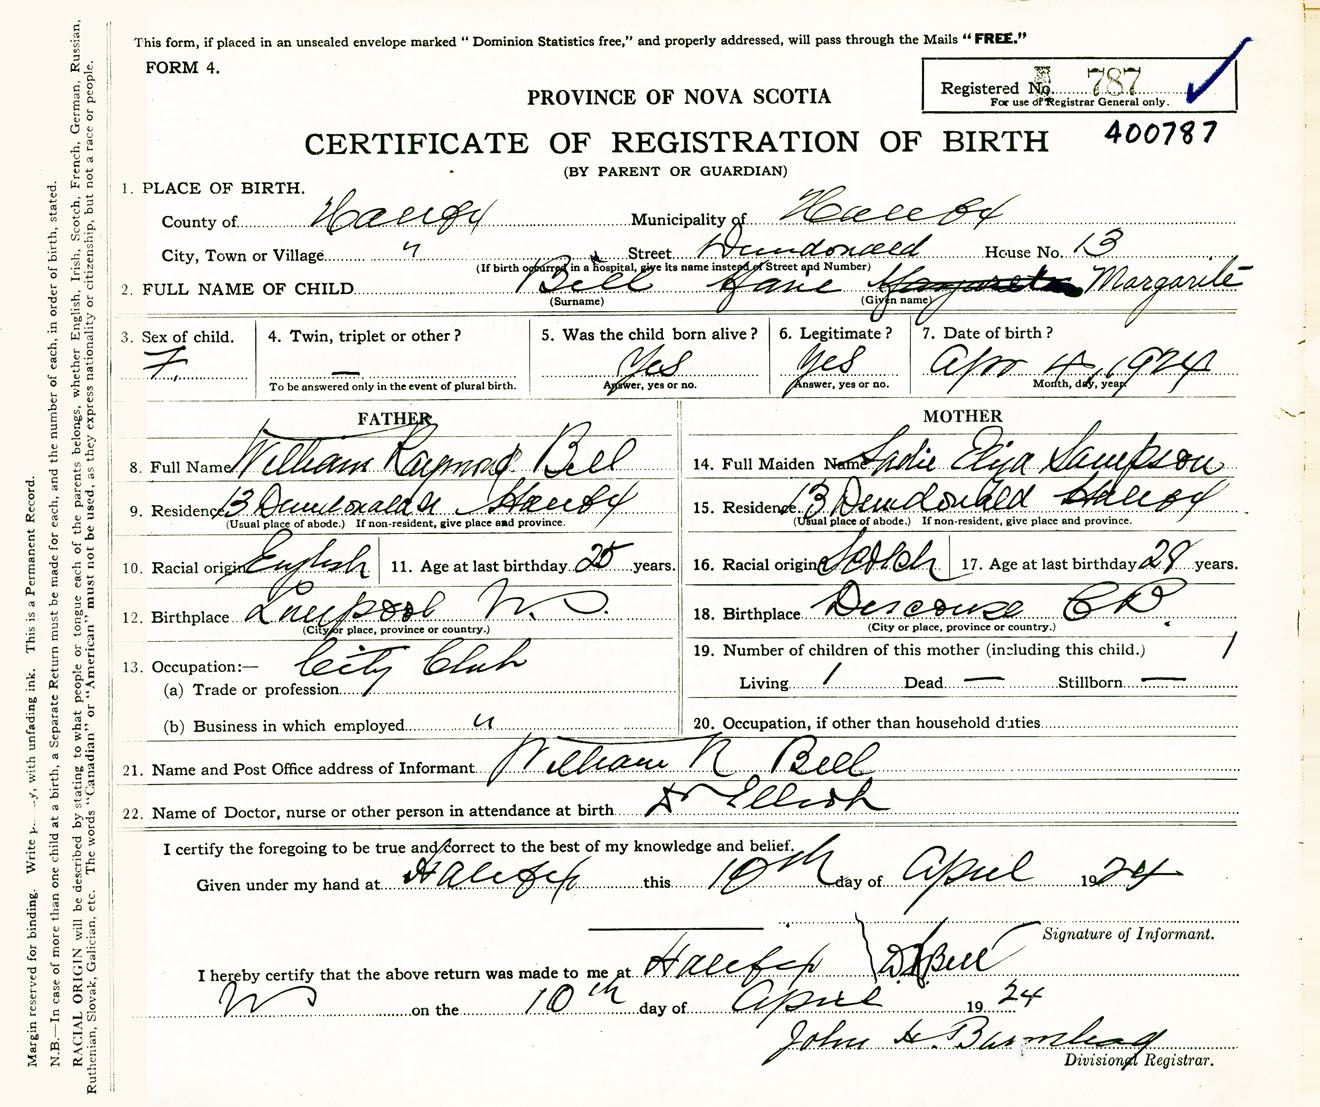 This form, if placed in an unsealed envelope marked “ Dominion Statistics free,” and properly addressed, will pass through the Mails “FREE.”
FORM 4.
Registered No. 787
For use of Registrar General only.
PROVINCE OF NOVA SCOTIA
400787
CERTIFICATE OF REGISTRATION OF BIRTH
(BY PARENT OR GUARDIAN)
1. PLACE OF BIRTH.
County of Halifax Municipality of Halifax
City, Town or Village " Street Dundonald House No. 13
(If birth occurred in a hospital, give its name instead of Street and Number)
2. FULL NAME OF CHILD Bell Marie Margarite
(Surname) (Given name)
3. Sex of child. 4. Twin, triplet or other? 5. Was the child born alive? 6. Legitimate? 7. Date of birth?
F. — Yes Yes Apr 4, 1924
To be answered only in the event of plural birth. Answer, yes or no. Answer, yes or no. Month, day, year
FATHER
8. Full Name William Raymond Bell
9. Residence 13 Dundonald St Halifax
(Usual place of abode.) If non-resident, give place and province.
10. Racial origin English 11. Age at last birthday 25 years.
12. Birthplace Liverpool N.S.
(City or place, province or country.)
13. Occupation:— City Club
(a) Trade or profession
(b) Business in which employed "
MOTHER
14. Full Maiden Name Sadie Eliza Sampson
15. Residence 13 Dundonald Halifax
(Usual place of abode.) If non-resident, give place and province.
16. Racial origin Scotch 17. Age at last birthday 28 years.
18. Birthplace Descouse C B
(City or place, province or country.)
19. Number of children of this mother (including this child.) 1
Living 1 Dead — Stillborn —
20. Occupation, if other than household duties
21. Name and Post Office address of Informant William R Bell
22. Name of Doctor, nurse or other person in attendance at birth Dr Elliot
I certify the foregoing to be true and correct to the best of my knowledge and belief.
Given under my hand at Halifax this 10th day of April 1924
Signature of Informant.
I hereby certify that the above return was made to me at Halifax Bell
NS on the 10th day of April 1924
John H. Barnstead
Divisional Registrar.
Margin reserved for binding. Write with unfading ink. This is a Permanent Record.
N.B.—In case of more than one child at a birth, a Separate Return must be made for each, and the number of each, in order of birth, stated.
RACIAL ORIGIN will be described by stating to what people or tongue each of the parents belongs, whether English, Irish, Scotch, French, German, Russian,
Ruthenian, Slovak, Galician, etc. The words “Canadian” or “American” must not be used, as they express nationality or citizenship, but not a race or people.